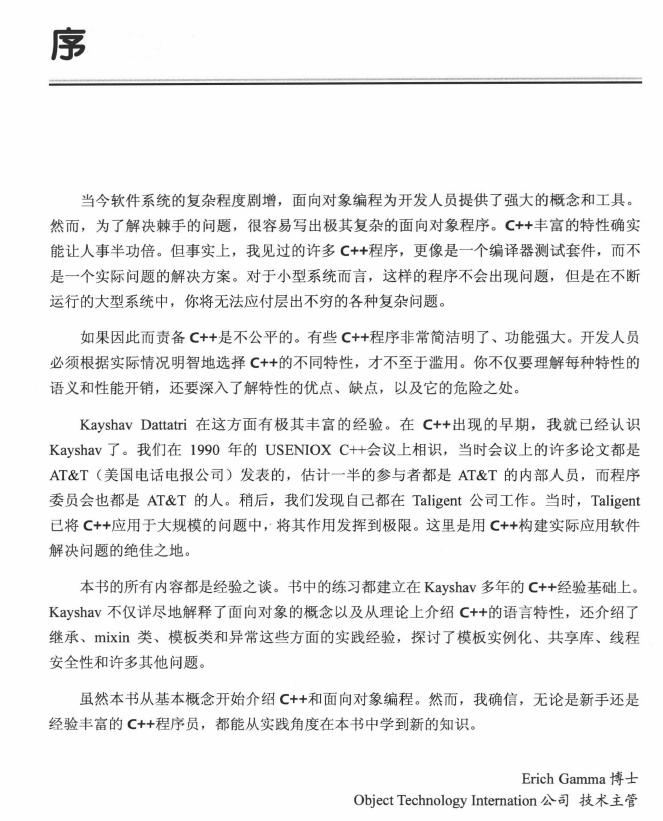 序
当今软件系统的复杂程度剧增，面向对象编程为开发人员提供了强大的概念和工具。
然而，为了解决棘手的问题，很容易写出极其复杂的面向对象程序。C++丰富的特性确实
能让人事半功倍。但事实上，我见过的许多 C++程序，更像是一个编译器测试套件，而不
是一个实际问题的解决方案。对于小型系统而言，这样的程序不会出现问题，但是在不断
运行的大型系统中，你将无法应付层出不穷的各种复杂问题。
如果因此而责备 C++是不公平的。有些 C++程序非常简洁明了、功能强大。开发人员
必须根据实际情况明智地选择 C++的不同特性，才不至于滥用。你不仅要理解每种特性的
语义和性能开销，还要深入了解特性的优点、缺点，以及它的危险之处。
Kayshav Dattatri 在这方面有极其丰富的经验。在 C++出现的早期，我就已经认识
Kayshav 了。我们在 1990 年的 USENIOX C++会议上相识，当时会议上的许多论文都是
AT&T（美国电话电报公司）发表的，估计一半的参与者都是 AT&T 的内部人员，而程序
委员会也都是 AT&T 的人。稍后，我们发现自己都在 Taligent 公司工作。当时，Taligent
已将 C++应用于大规模的问题中，将其作用发挥到极限。这里是用 C++构建实际应用软件
解决问题的绝佳之地。
本书的所有内容都是经验之谈。书中的练习都建立在 Kayshav 多年的 C++经验基础上。
Kayshav 不仅详尽地解释了面向对象的概念以及从理论上介绍 C++的语言特性，还介绍了
继承、mixin 类、模板类和异常这些方面的实践经验，探讨了模板实例化、共享库、线程
安全性和许多其他问题。
虽然本书从基本概念开始介绍 C++和面向对象编程。然而，我确信，无论是新手还是
经验丰富的 C++程序员，都能从实践角度在本书中学到新的知识。
Erich Gamma 博士
Object Technology Internation 公司 技术主管